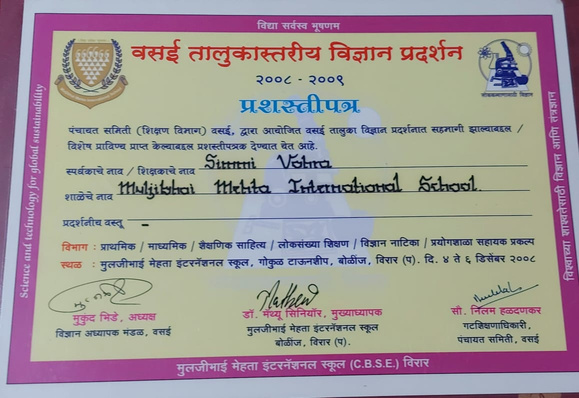 विद्या सर्वस्व भूषणम
वसई तालुकास्तरीय विज्ञान प्रदर्शन
२००८ - २००९
प्रशस्तीपत्र
पंचायत समिती (शिक्षण विभाग) वसई, द्वारा आयोजित वसई तालुका विज्ञान प्रदर्शनात सहभागी झाल्याबद्दल /
विशेष प्राविण्य प्राप्त केल्याबद्दल प्रशस्तीपत्रक देण्यात येत आहे.
स्पर्धकाचे नाव / शिक्षकाचे नाव Simmi Vohra
शाळेचे नाव Muljibhai Mehta International School.
प्रदर्शनीय वस्तू -
विभाग : प्राथमिक / माध्यमिक / शैक्षणिक साहित्य / लोकसंख्या शिक्षण / विज्ञान नाटिका / प्रयोगशाळा सहायक प्रकल्प
स्थळ : मुलजीभाई मेहता इंटरनॅशनल स्कूल, गोकुळ टाऊनशीप, बोळींज, विरार (प). दि. ४ ते ६ डिसेंबर २००८
मुकुंद भिडे, अध्यक्ष
विज्ञान अध्यापक मंडळ, वसई
डॉ. मॅथ्यू सिनियॉर, मुख्याध्यापक
मुलजीभाई मेहता इंटरनॅशनल स्कूल
बोळींज, विरार (प).
सौ. निलम हळदणकर
गटशिक्षणाधिकारी,
पंचायत समिती, वसई
मुलजीभाई मेहता इंटरनॅशनल स्कूल (C.B.S.E.) विरार
Science and technology for global sustainability
विश्वाच्या शाश्वतेसाठी विज्ञान आणि तंत्रज्ञान